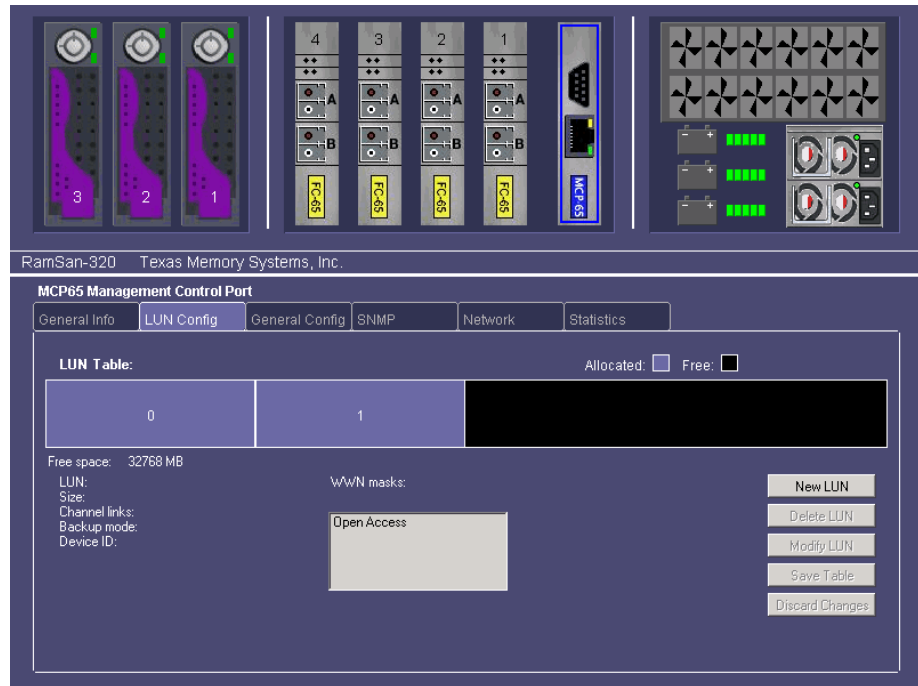 4 3 2 1
A A A A
B B B B
3 2 1
FC-65 FC-65 FC-65 FC-65 MCP-65
- +
- +
- +
RamSan-320 Texas Memory Systems, Inc.
MCP65 Management Control Port
General Info LUN Config General Config SNMP Network Statistics
LUN Table: Allocated: Free:
0 1
Free space: 32768 MB
LUN:
Size:
Channel links:
Backup mode:
Device ID:
WWN masks:
Open Access
New LUN
Delete LUN
Modify LUN
Save Table
Discard Changes